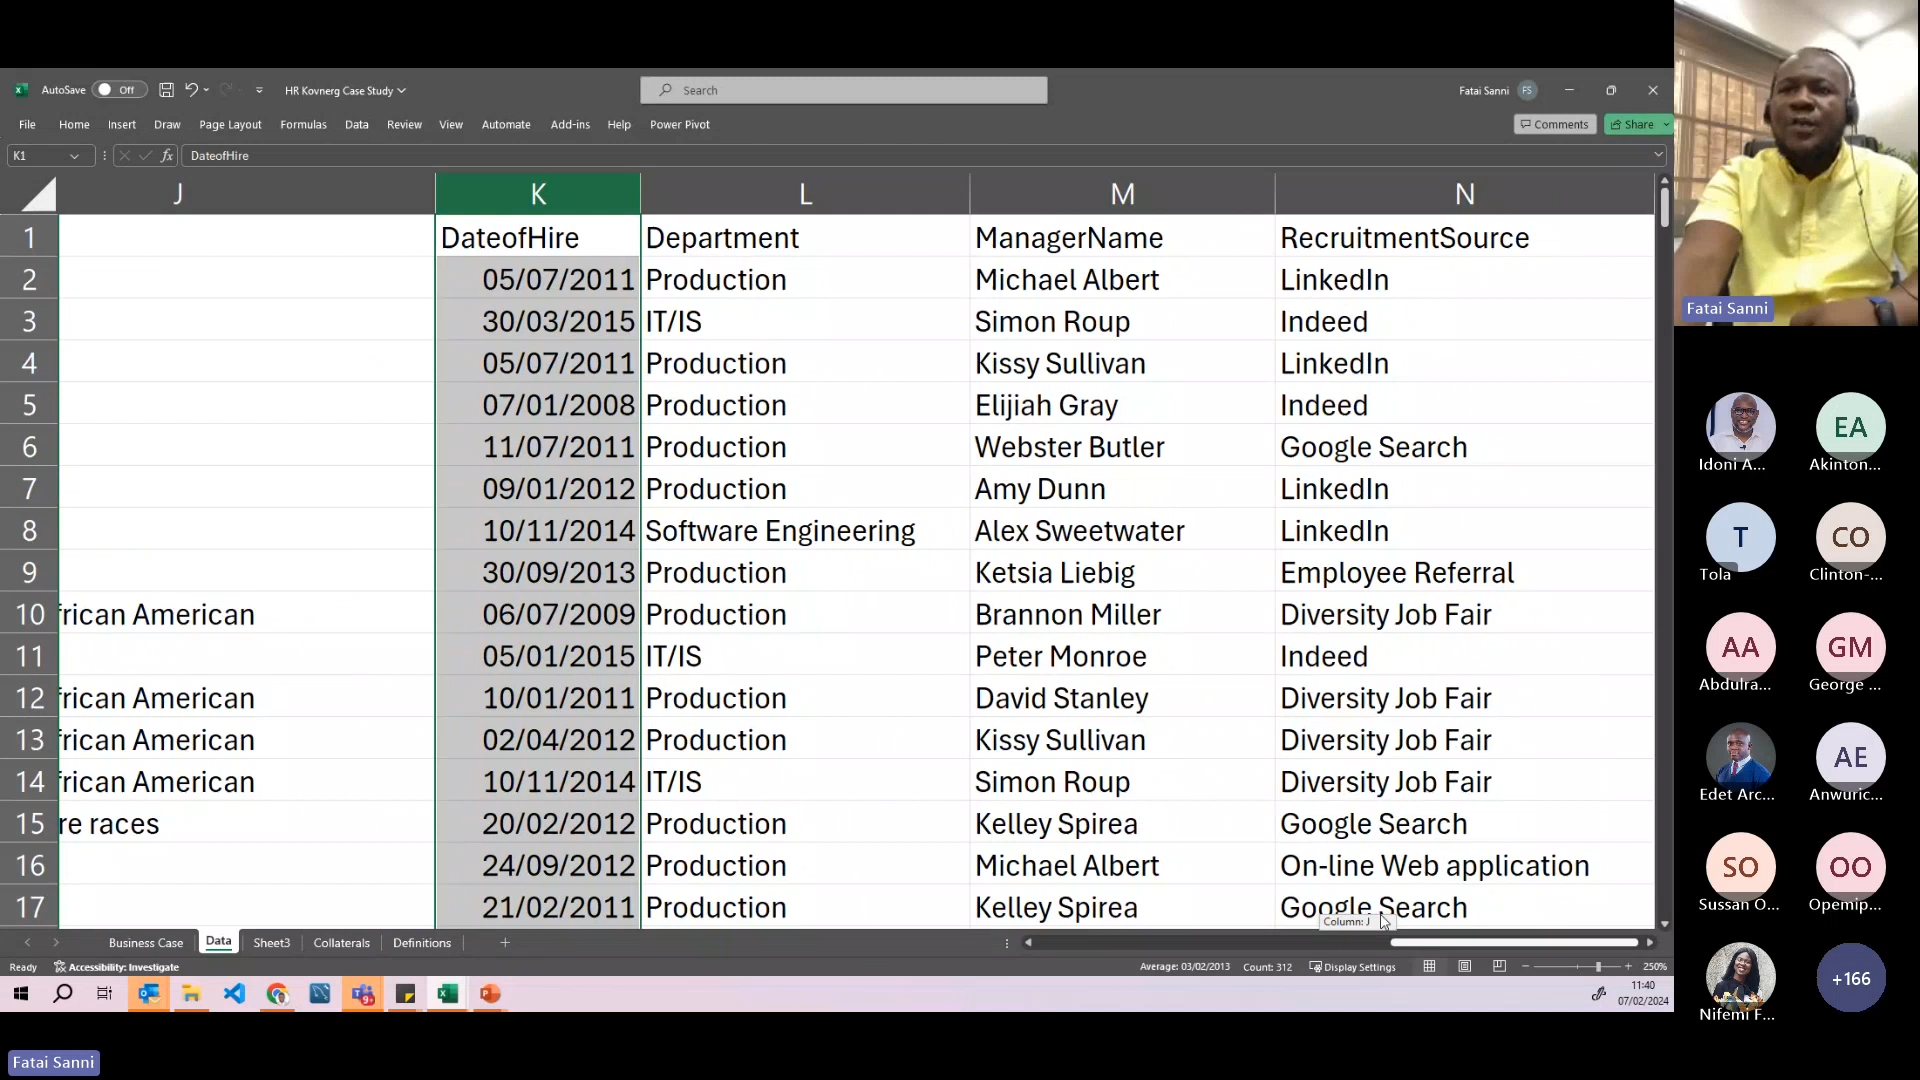 AutoSave Off HR Kovnerg Case Study Search Fatai Sanni FS
File Home Insert Draw Page Layout Formulas Data Review View Automate Add-ins Help Power Pivot Comments Share
K1 fx DateofHire
J K L M N
1 DateofHire Department ManagerName RecruitmentSource
2 05/07/2011 Production Michael Albert LinkedIn
3 30/03/2015 IT/IS Simon Roup Indeed
4 05/07/2011 Production Kissy Sullivan LinkedIn
5 07/01/2008 Production Elijiah Gray Indeed
6 11/07/2011 Production Webster Butler Google Search
7 09/01/2012 Production Amy Dunn LinkedIn
8 10/11/2014 Software Engineering Alex Sweetwater LinkedIn
9 30/09/2013 Production Ketsia Liebig Employee Referral
10 frican American 06/07/2009 Production Brannon Miller Diversity Job Fair
11 05/01/2015 IT/IS Peter Monroe Indeed
12 frican American 10/01/2011 Production David Stanley Diversity Job Fair
13 frican American 02/04/2012 Production Kissy Sullivan Diversity Job Fair
14 frican American 10/11/2014 IT/IS Simon Roup Diversity Job Fair
15 re races 20/02/2012 Production Kelley Spirea Google Search
16 24/09/2012 Production Michael Albert On-line Web application
17 21/02/2011 Production Kelley Spirea Google Search
Column: J
Business Case Data Sheet3 Collaterals Definitions
Ready Accessibility: Investigate Average: 03/02/2013 Count: 312 Display Settings 250%
11:40
07/02/2024
Fatai Sanni
Fatai Sanni
EA
Idoni A... Akinton...
T CO
Tola Clinton-...
AA GM
Abdulra... George ...
AE
Edet Arc... Anwuric...
SO OO
Sussan O... Opemip...
+166
Nifemi F...